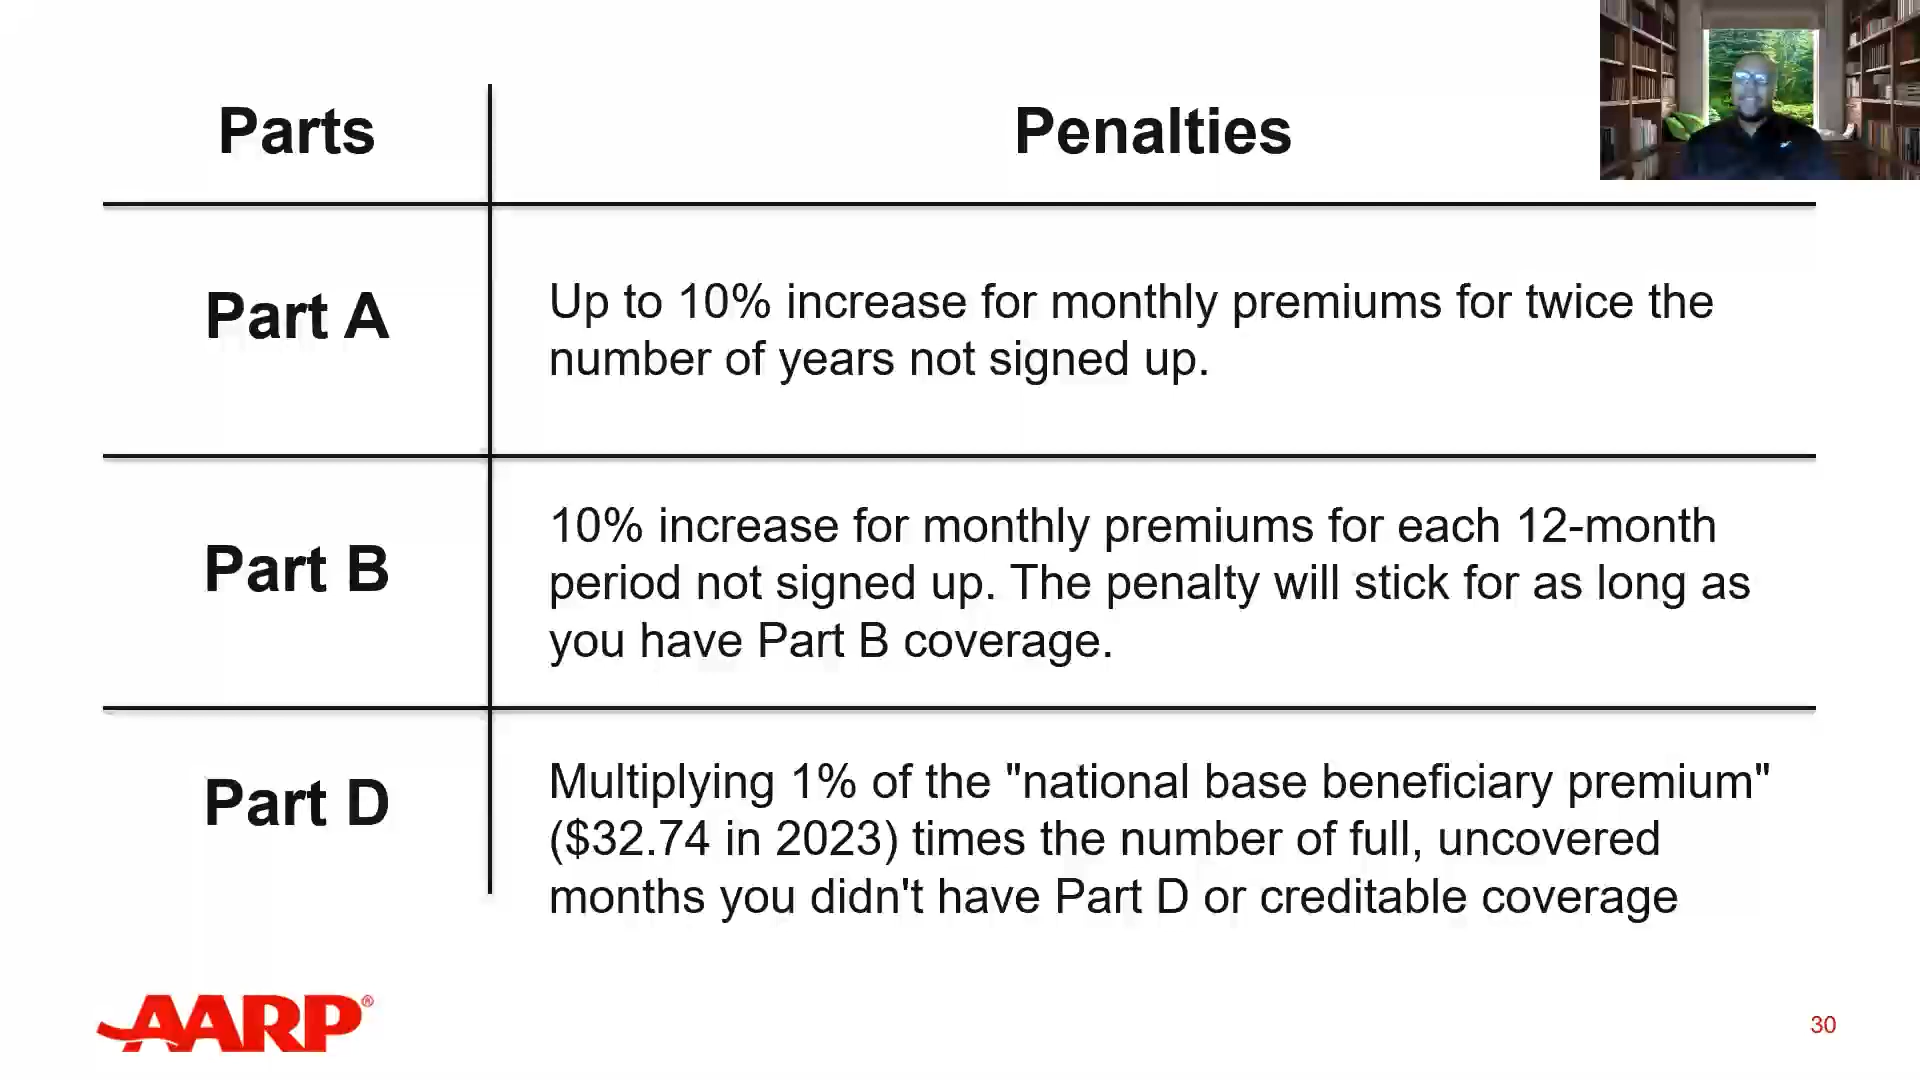 Parts
Penalties
Part A
Up to 10% increase for monthly premiums for twice the
number of years not signed up.
Part B
10% increase for monthly premiums for each 12-month
period not signed up. The penalty will stick for as long as
you have Part B coverage.
Part D
Multiplying 1% of the "national base beneficiary premium"
($32.74 in 2023) times the number of full, uncovered
months you didn't have Part D or creditable coverage
AARP®
30